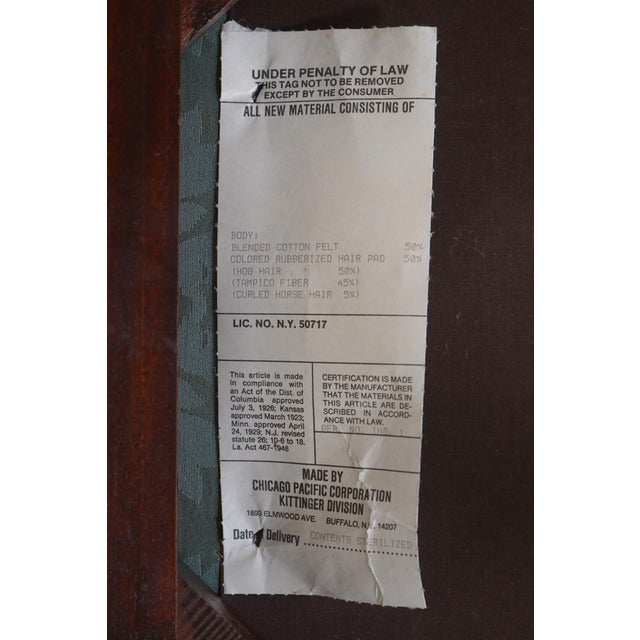 UNDER PENALTY OF LAW
THIS TAG NOT TO BE REMOVED
EXCEPT BY THE CONSUMER
ALL NEW MATERIAL CONSISTING OF
BODY:
BLENDED COTTON FELT 50%
COLORED RUBBERIZED HAIR PAD 50%
(HOG HAIR 50%)
(TAMPICO FIBER 45%)
(CURLED HORSE HAIR 5%)
LIC. NO. N.Y. 50717
This article is made
in compliance with
an Act of the Dist. of
Columbia approved
July 3, 1926; Kansas
approved March 1923;
Minn. approved April
24, 1929; N.J. revised
statute 26; 10-6 to 18.
La. Act 467-1948
CERTIFICATION IS MADE
BY THE MANUFACTURER
THAT THE MATERIALS IN
THIS ARTICLE ARE DE-
SCRIBED IN ACCORD-
ANCE WITH LAW.
PER. NO. IND. 1
MADE BY
CHICAGO PACIFIC CORPORATION
KITTINGER DIVISION
1893 ELMWOOD AVE. BUFFALO, N.Y. 14207
Date Delivery CONTENTS STERILIZED